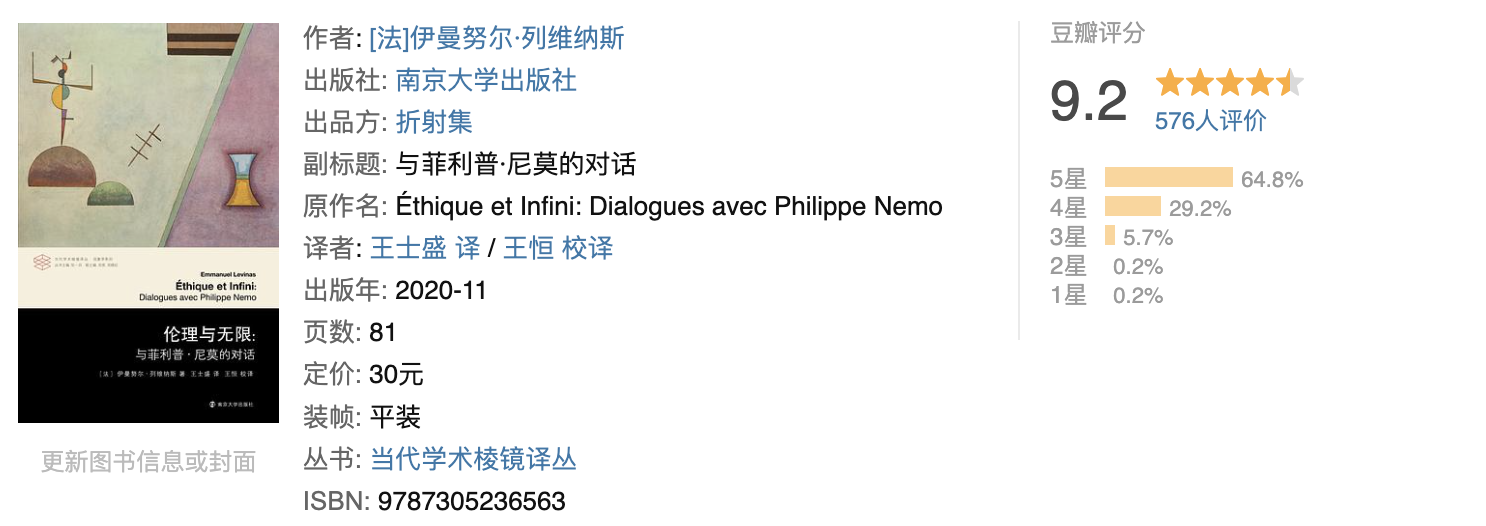 作者: [法]伊曼努尔·列维纳斯
出版社: 南京大学出版社
出品方: 折射集
副标题: 与菲利普·尼莫的对话
原作名: Éthique et Infini: Dialogues avec Philippe Nemo
译者: 王士盛 译 / 王恒 校译
出版年: 2020-11
页数: 81
定价: 30元
装帧: 平装
丛书: 当代学术棱镜译丛
ISBN: 9787305236563
豆瓣评分
9.2
576人评价
5星 64.8%
4星 29.2%
3星 5.7%
2星 0.2%
1星 0.2%
Emmanuel Levinas
Éthique et Infini:
Dialogues avec Philippe Nemo
伦理与无限:
与菲利普·尼莫的对话
[法] 伊曼努尔·列维纳斯 著 王士盛 译 王恒 校译
南京大学出版社
更新图书信息或封面